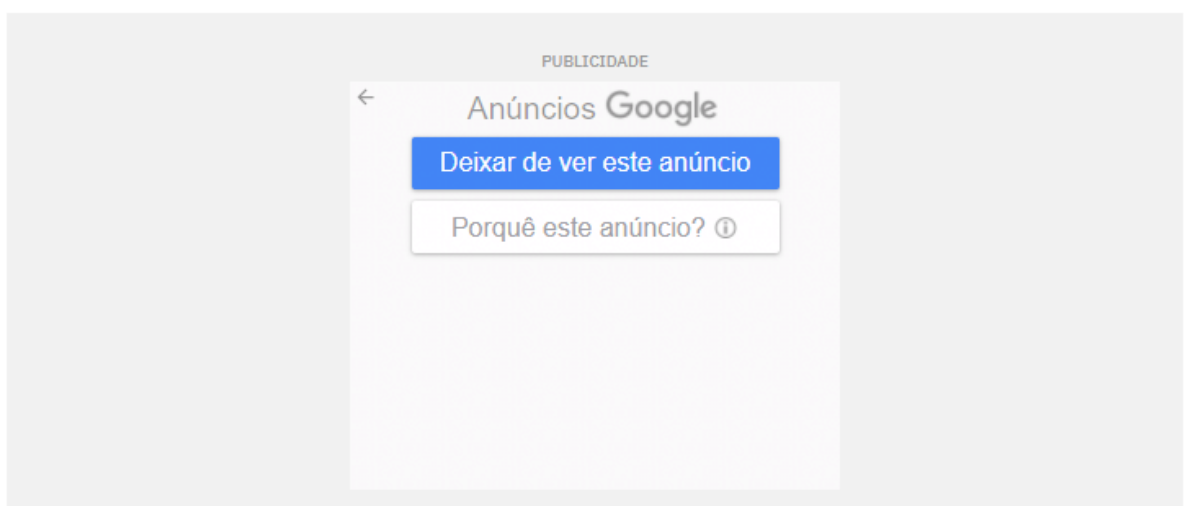 PUBLICIDADE
Anúncios Google
Deixar de ver este anúncio
Porquê este anúncio?